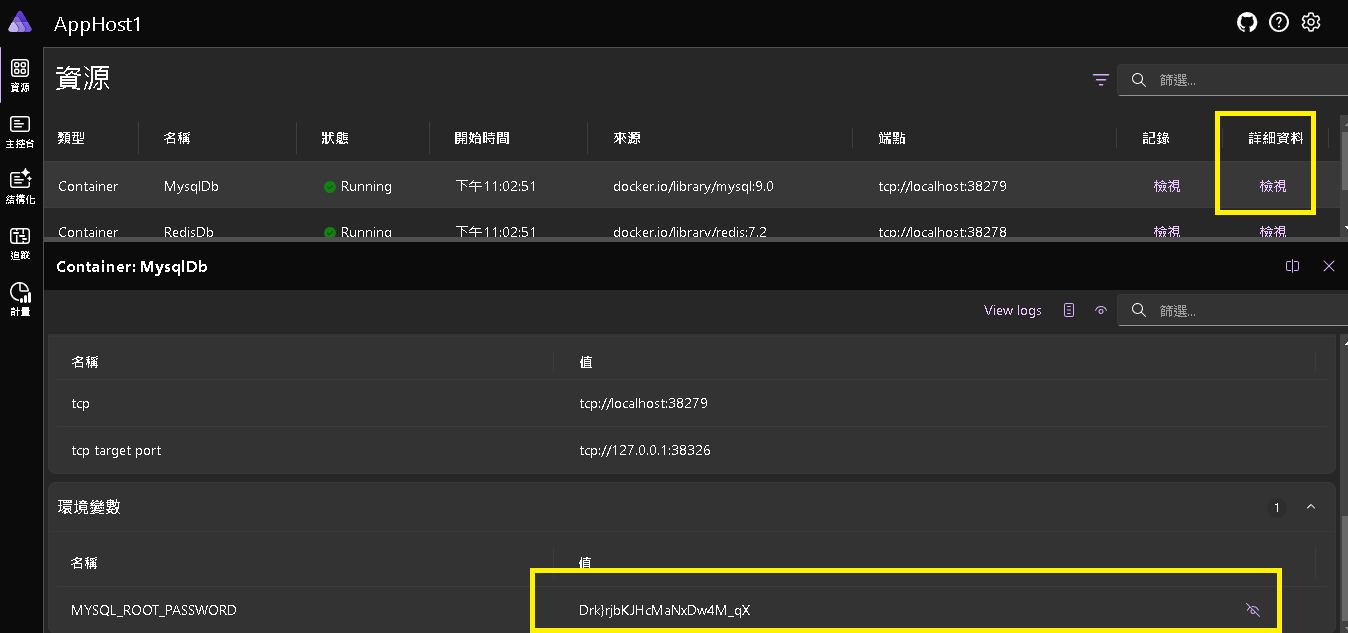 AppHost1
資源
資源
篩選...
主控台
結構化
追蹤
計量
類型 名稱 狀態 開始時間 來源 端點 記錄 詳細資料
Container MysqlDb Running 下午11:02:51 docker.io/library/mysql:9.0 tcp://localhost:38279 檢視 檢視
Container RedisDb Running 下午11:02:51 docker.io/library/redis:7.2 tcp://localhost:38278 檢視 檢視
Container: MysqlDb
View logs 篩選...
名稱 值
tcp tcp://localhost:38279
tcp target port tcp://127.0.0.1:38326
環境變數 1
名稱 值
MYSQL_ROOT_PASSWORD Drk}rjbKJHcMaNxDw4M_qX